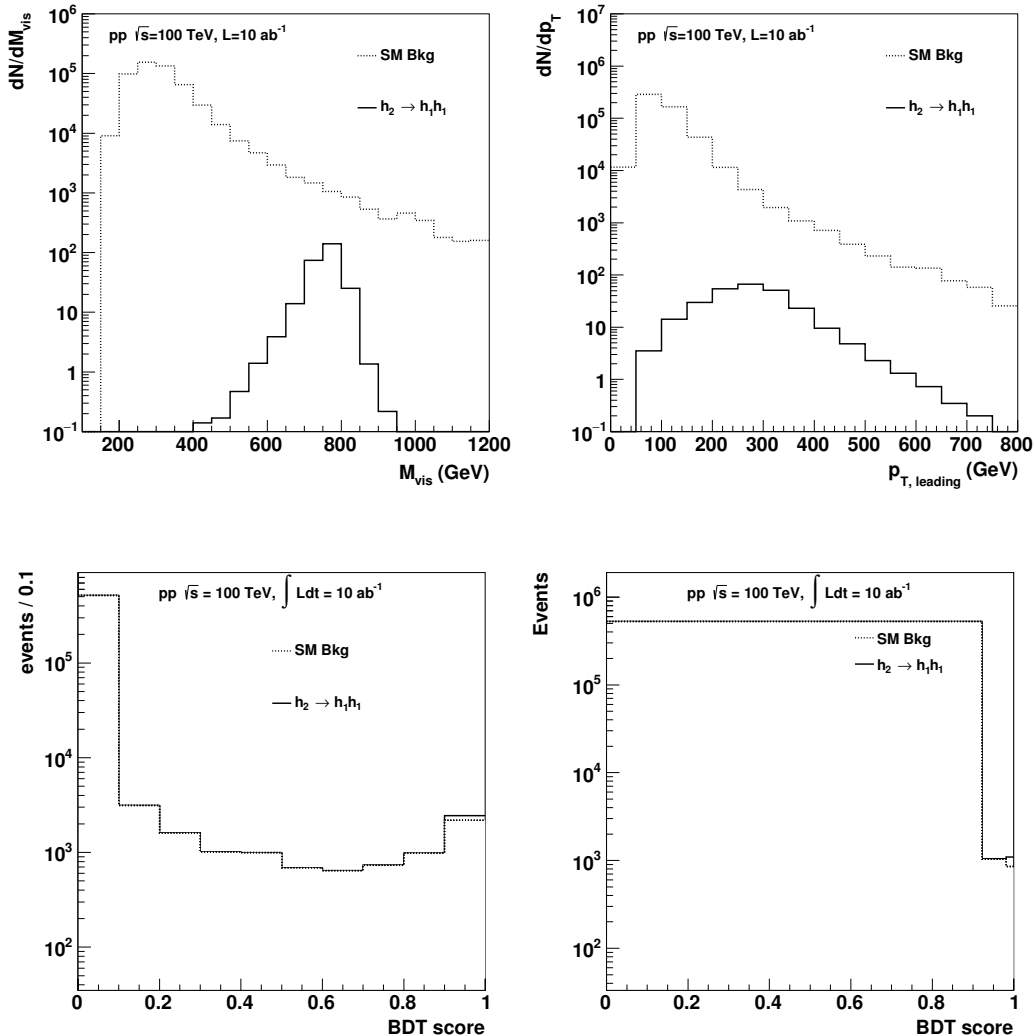 dN/dM_vis
10^6
pp √s=100 TeV, L=10 ab^-1
10^5
SM Bkg
h_2 → h_1h_1
10^4
10^3
10^2
10
1
10^-1
200 400 600 800 1000 1200
M_vis (GeV)
dN/dp_T
10^7
pp √s=100 TeV, L=10 ab^-1
10^6
SM Bkg
10^5
h_2 → h_1h_1
10^4
10^3
10^2
10
1
10^-1
0 100 200 300 400 500 600 700 800
p_T, leading (GeV)
events / 0.1
pp √s = 100 TeV, ∫ Ldt = 10 ab^-1
SM Bkg
10^5
h_2 → h_1h_1
10^4
10^3
10^2
0 0.2 0.4 0.6 0.8 1
BDT score
Events
pp √s = 100 TeV, ∫ Ldt = 10 ab^-1
10^6
SM Bkg
h_2 → h_1h_1
10^5
10^4
10^3
10^2
0 0.2 0.4 0.6 0.8 1
BDT score